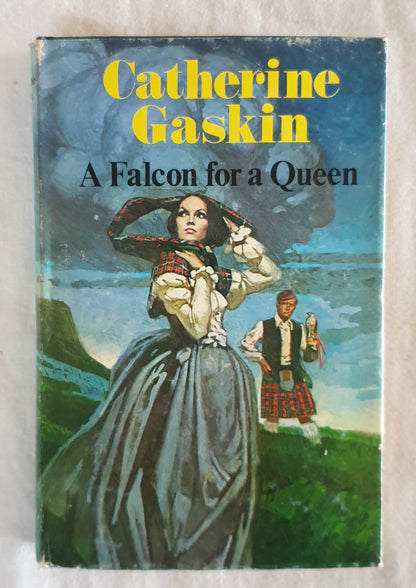 Catherine
Gaskin
A Falcon for a Queen